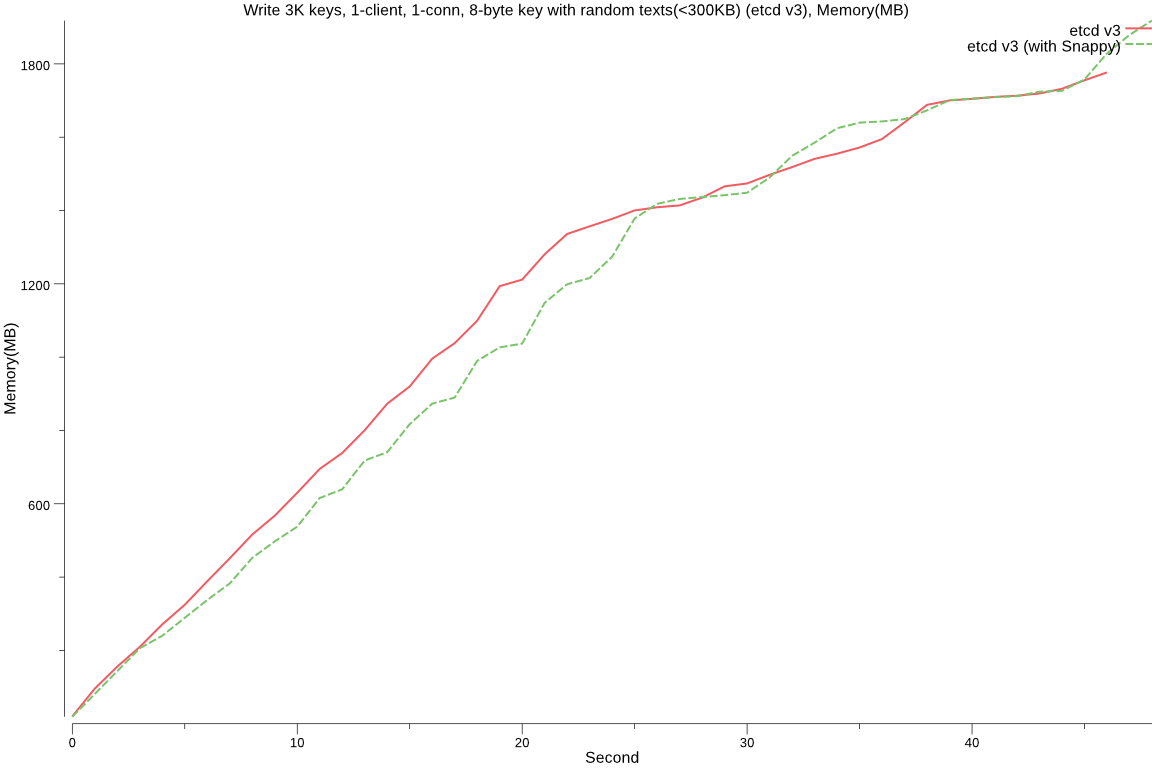 Write 3K keys, 1-client, 1-conn, 8-byte key with random texts(<300KB) (etcd v3), Memory(MB)
etcd v3
etcd v3 (with Snappy)
1800
1200
600
Memory(MB)
0 10 20 30 40
Second